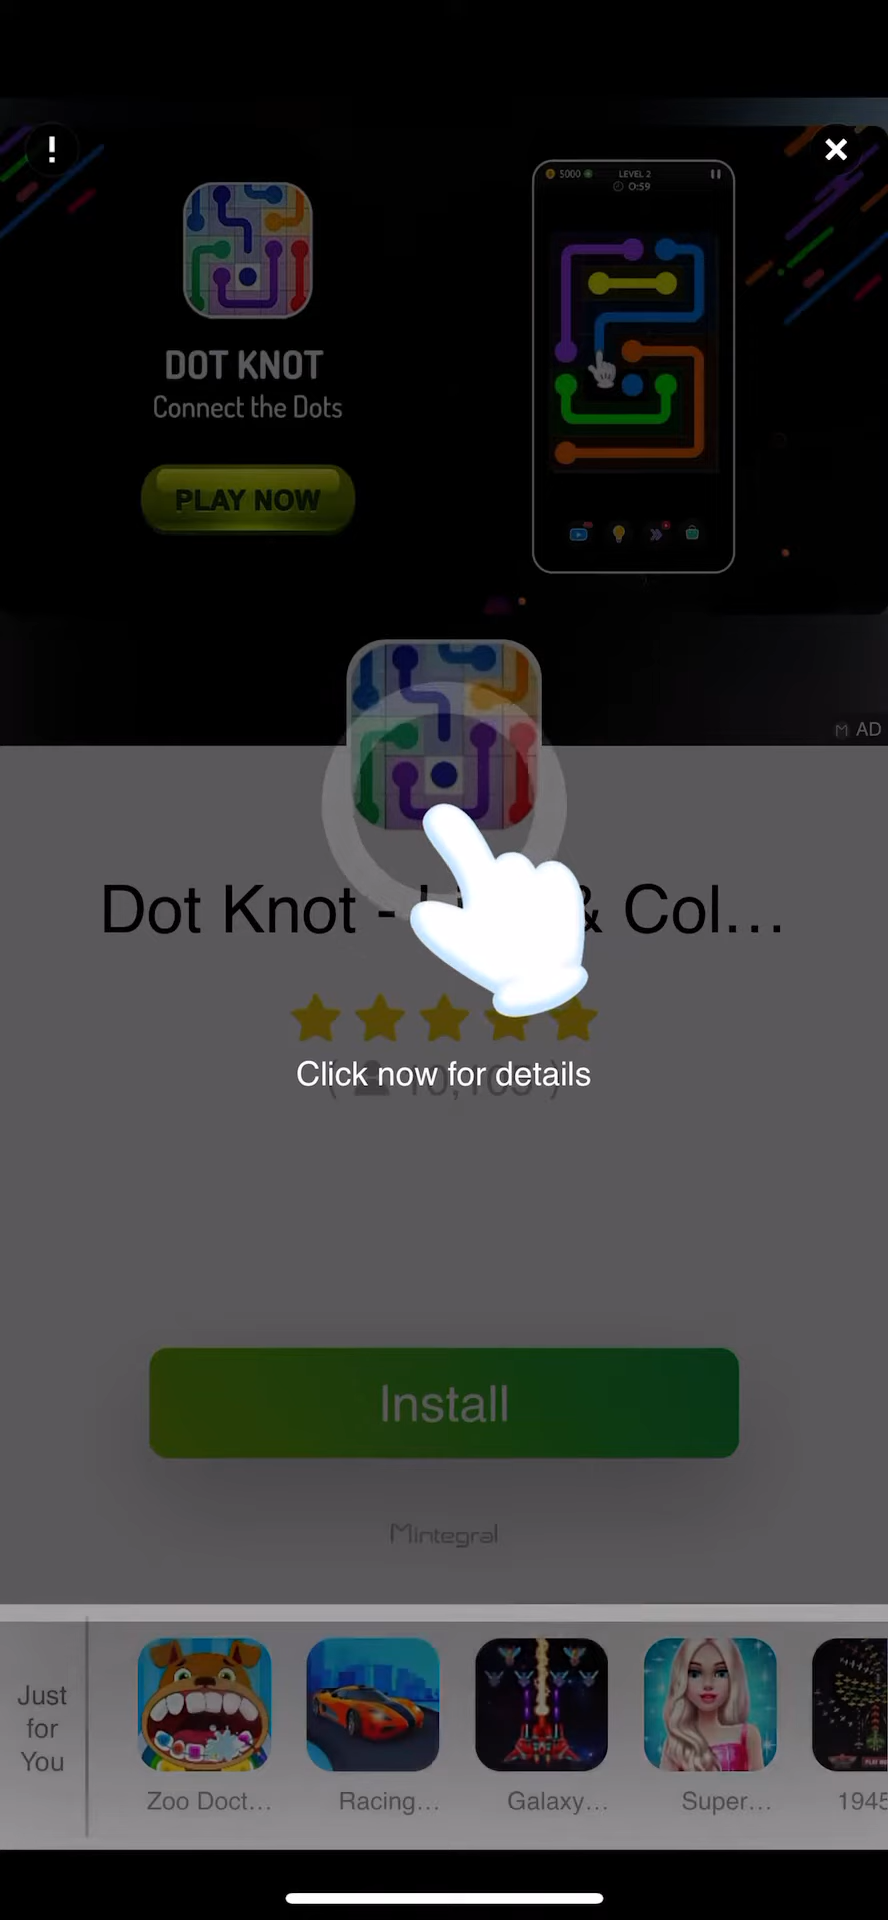 !
5000
LEVEL 2
0:59
DOT KNOT
Connect the Dots
PLAY NOW
AD
Dot Knot - & Col...
Click now for details
Install
Mintegral
Just
for
You
Zoo Doct...
Racing...
Galaxy...
Super...
1945